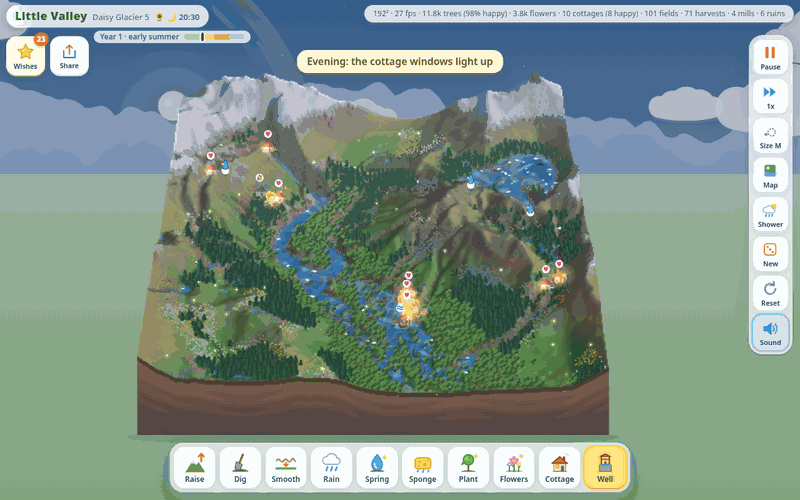 Little Valley Daisy Glacier 5 🌻 🌙 20:30
192² · 27 fps · 11.8k trees (98% happy) · 3.8k flowers · 10 cottages (8 happy) · 101 fields · 71 harvests · 4 mills · 6 ruins
Year 1 · early summer
23
Wishes
Share
Evening: the cottage windows light up
Pause
1x
Size M
Map
Shower
New
Reset
Sound
Raise
Dig
Smooth
Rain
Spring
Sponge
Plant
Flowers
Cottage
Well